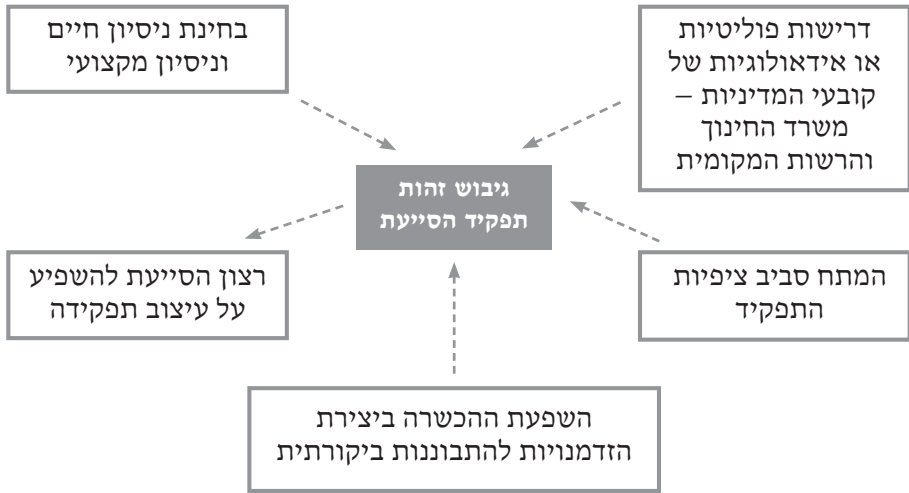 דרישות פוליטיות
או אידאולוגיות של
קובעי המדיניות –
משרד החינוך
והרשות המקומית
בחינת ניסיון חיים
וניסיון מקצועי
גיבוש זהות
תפקיד הסייעת
המתח סביב ציפיות
התפקיד
רצון הסייעת להשפיע
על עיצוב תפקידה
השפעת ההכשרה ביצירת
הזדמנויות להתבוננות ביקורתית